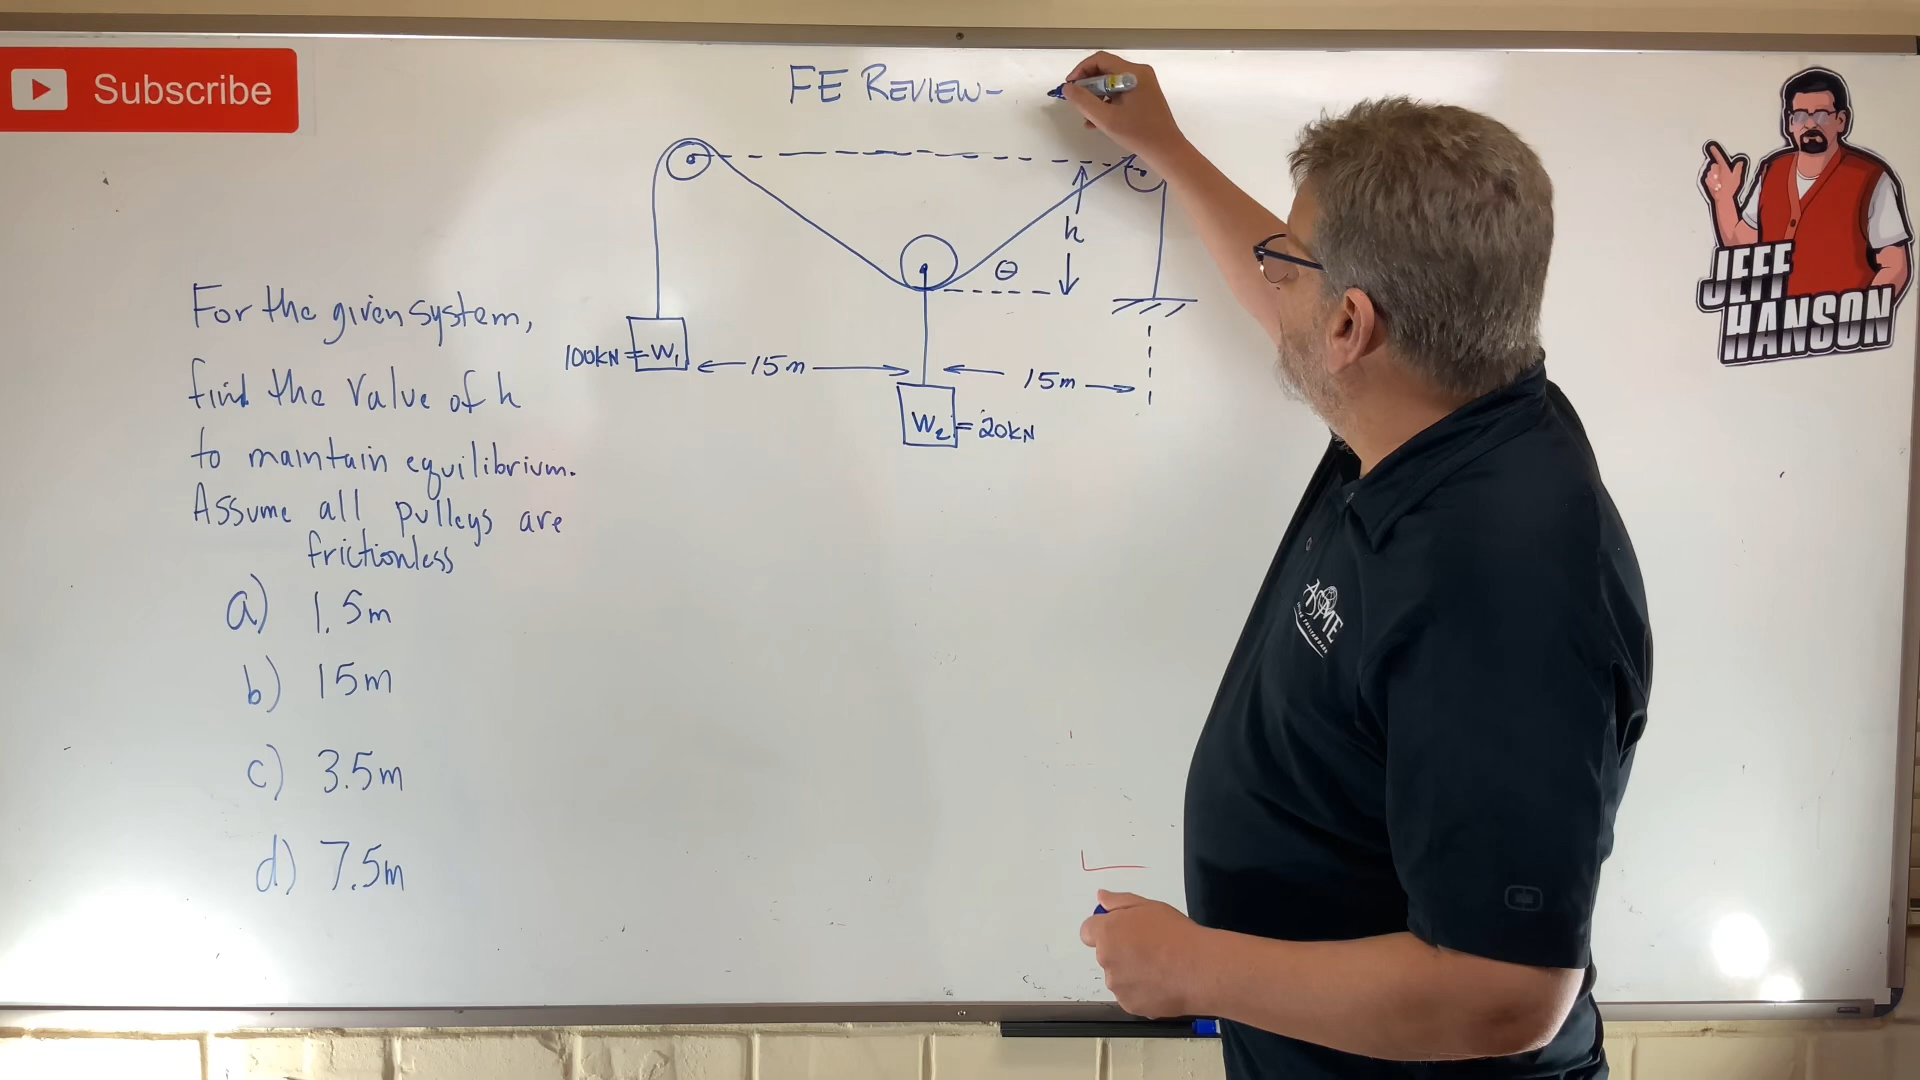 Subscribe
FE REVIEW-
h
θ
For the given system,
find the value of h
to maintain equilibrium.
Assume all pulleys are
frictionless
100KN = W1
15m
15m
W2 = 20KN
a) 1.5m
b) 15m
c) 3.5m
d) 7.5m
JEFF
HANSON
ASME